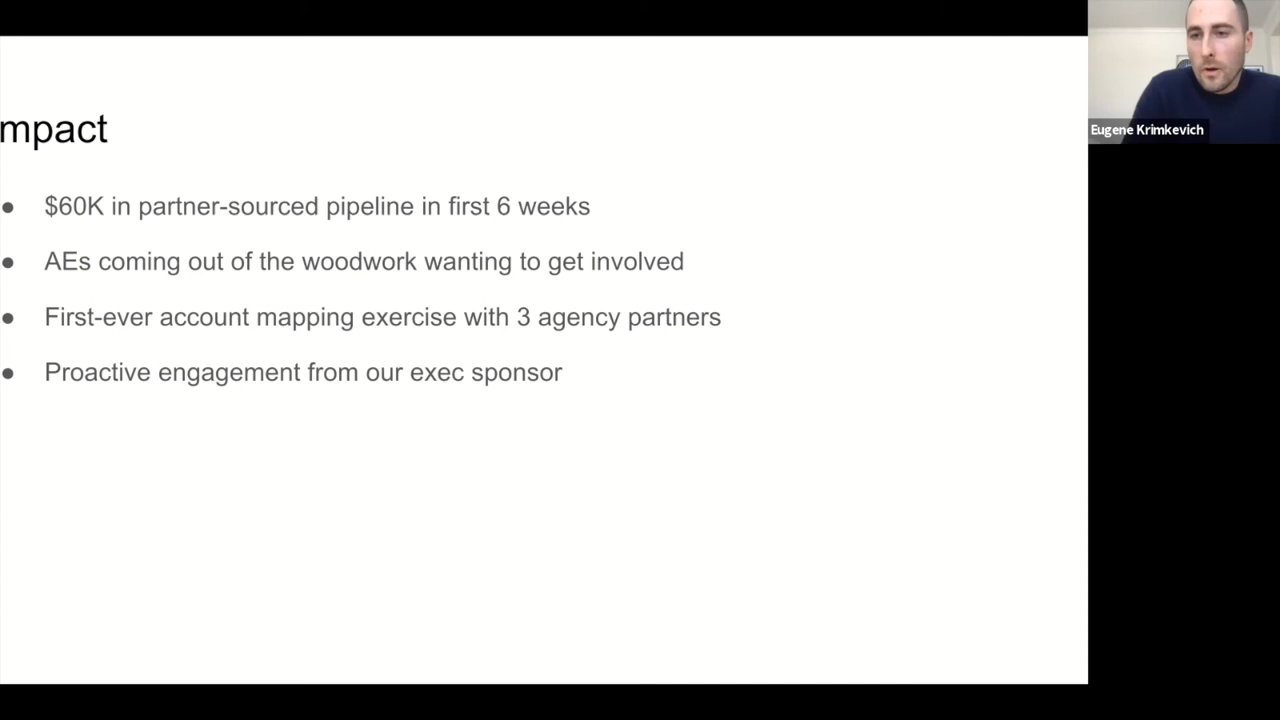 mpact
● $60K in partner-sourced pipeline in first 6 weeks
● AEs coming out of the woodwork wanting to get involved
● First-ever account mapping exercise with 3 agency partners
● Proactive engagement from our exec sponsor
Eugene Krimkevich